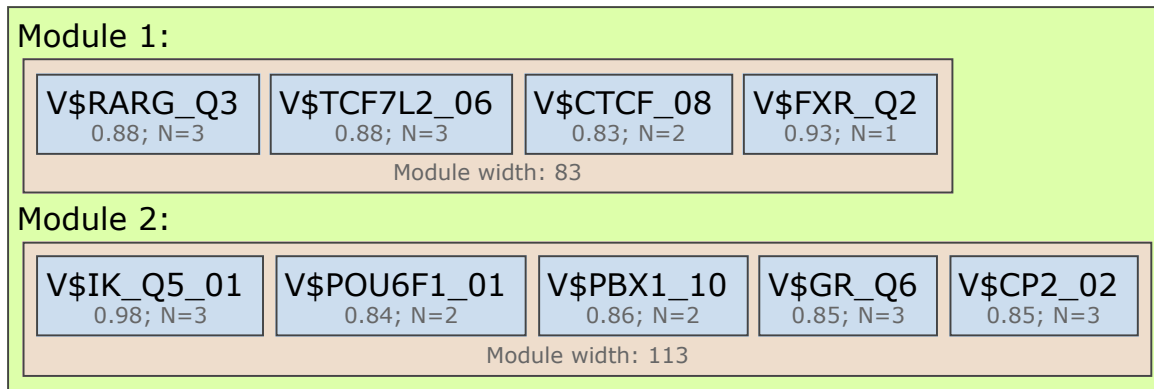 Module 1:
V$RARG_Q3 V$TCF7L2_06 V$CTCF_08 V$FXR_Q2
0.88; N=3 0.88; N=3 0.83; N=2 0.93; N=1
Module width: 83
Module 2:
V$IK_Q5_01 V$POU6F1_01 V$PBX1_10 V$GR_Q6 V$CP2_02
0.98; N=3 0.84; N=2 0.86; N=2 0.85; N=3 0.85; N=3
Module width: 113